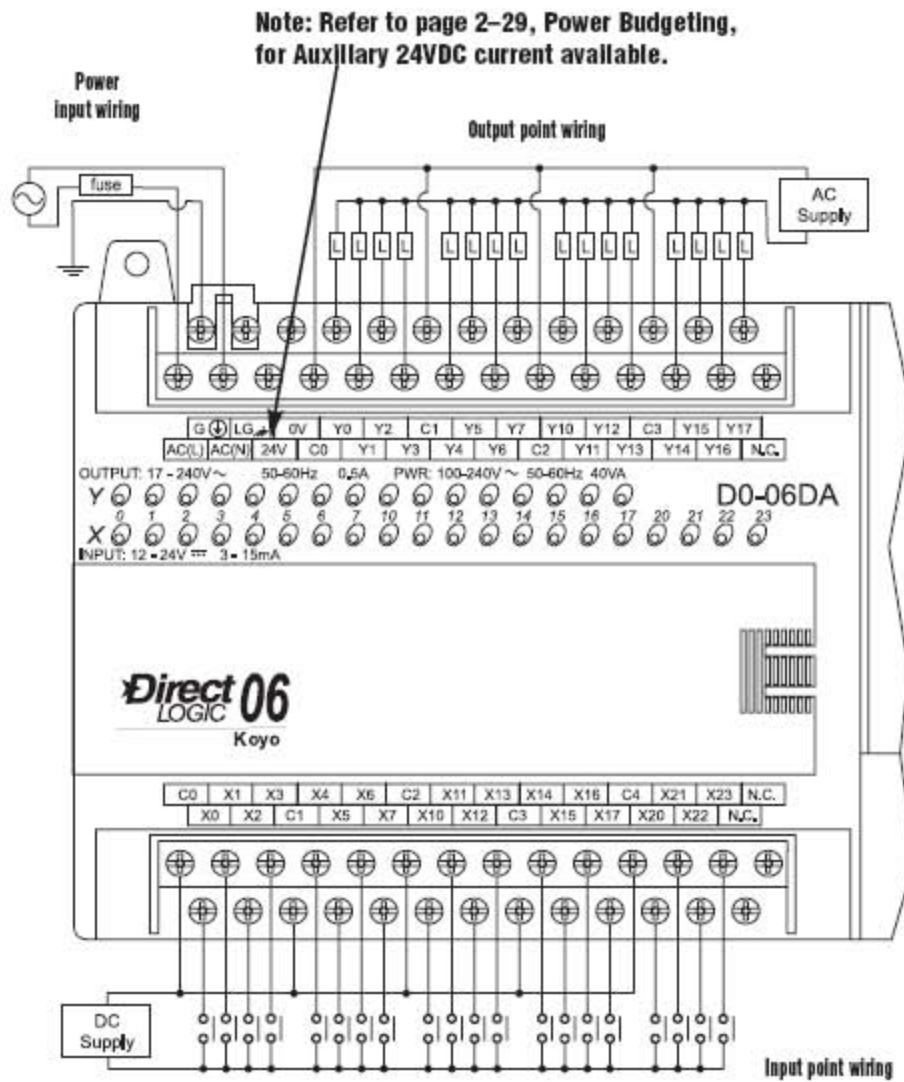 Note: Refer to page 2–29, Power Budgeting,
for Auxillary 24VDC current available.
Power
input wiring
Output point wiring
fuse
AC
Supply
L L L L L L L L L L L L L L L L
G LG 0V Y0 Y2 C1 Y5 Y7 Y10 Y12 C3 Y15 Y17
AC(L) AC(N) 24V C0 Y1 Y3 Y4 Y6 C2 Y11 Y13 Y14 Y16 N.C.
OUTPUT: 17 - 240V ~ 50-60Hz 0.5A PWR: 100-240V ~ 50-60Hz 40VA
Y D0-06DA
0 1 2 3 4 5 6 7 10 11 12 13 14 15 16 17 20 21 22 23
X
INPUT: 12 - 24V ⎓ 3 - 15mA
Direct
LOGIC 06
Koyo
C0 X1 X3 X4 X6 C2 X11 X13 X14 X16 C4 X21 X23 N.C.
X0 X2 C1 X5 X7 X10 X12 C3 X15 X17 X20 X22 N.C.
DC
Supply
Input point wiring